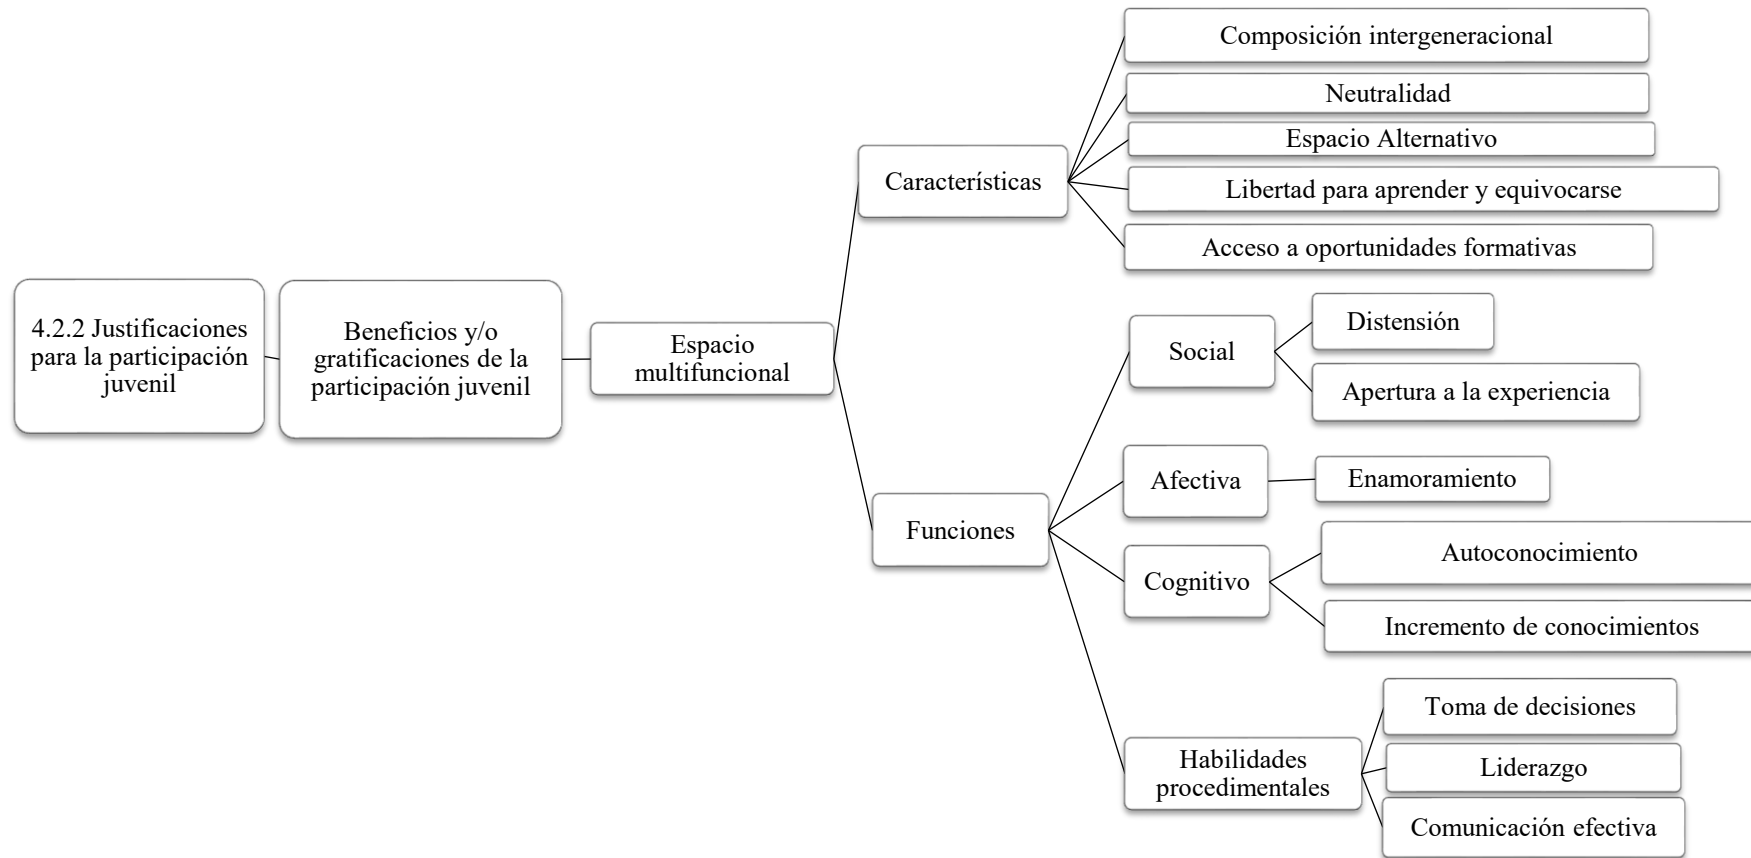 4.2.2 Justificaciones
para la participación
juvenil
Beneficios y/o
gratificaciones de la
participación juvenil
Espacio
multifuncional
Características
Composición intergeneracional
Neutralidad
Espacio Alternativo
Libertad para aprender y equivocarse
Acceso a oportunidades formativas
Funciones
Social
Distensión
Apertura a la experiencia
Afectiva
Enamoramiento
Cognitivo
Autoconocimiento
Incremento de conocimientos
Habilidades
procedimentales
Toma de decisiones
Liderazgo
Comunicación efectiva